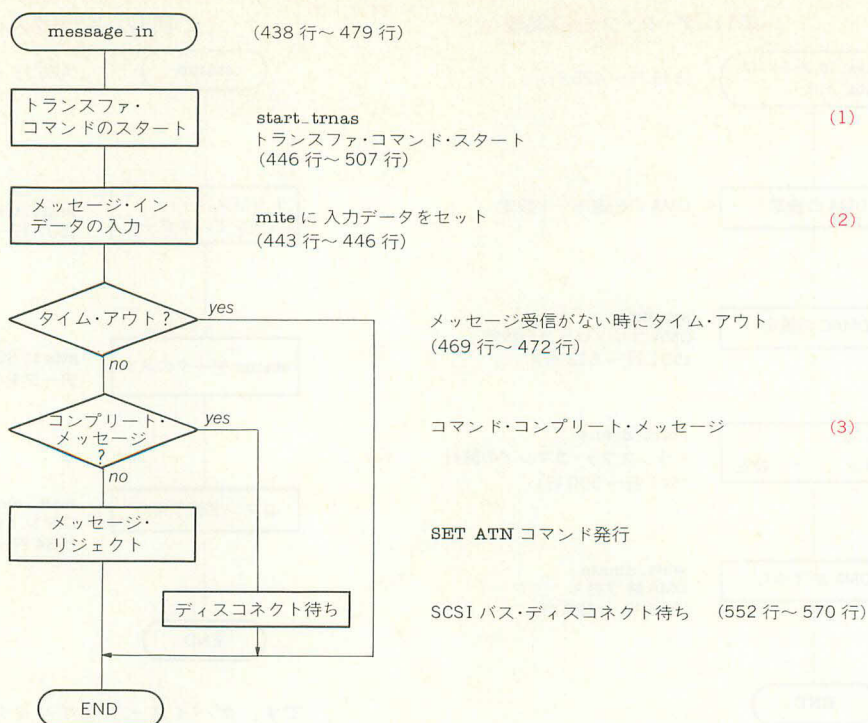 message_in (438 行～ 479 行)
トランスファ・
コマンドのスタート
start_trnas (1)
トランスファ・コマンド・スタート
(446 行～ 507 行)
メッセージ・イン
データの入力
mite に 入力データをセット (2)
(443 行～ 446 行)
タイム・アウト？ yes
no
メッセージ受信がない時にタイム・アウト
(469 行～ 472 行)
コンプリート・
メッセージ
？
yes
no
コマンド・コンプリート・メッセージ (3)
メッセージ・
リジェクト
SET ATN コマンド発行
ディスコネクト待ち
SCSI バス・ディスコネクト待ち (552 行～ 570 行)
END